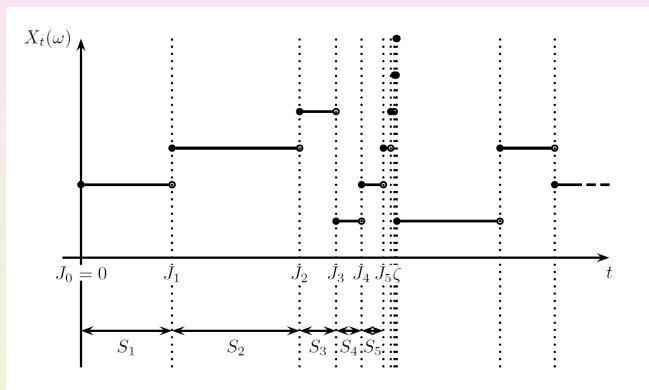 X_t(ω)
J_0 = 0 J_1 J_2 J_3 J_4 J_5 ζ t
S_1 S_2 S_3 S_4 S_5